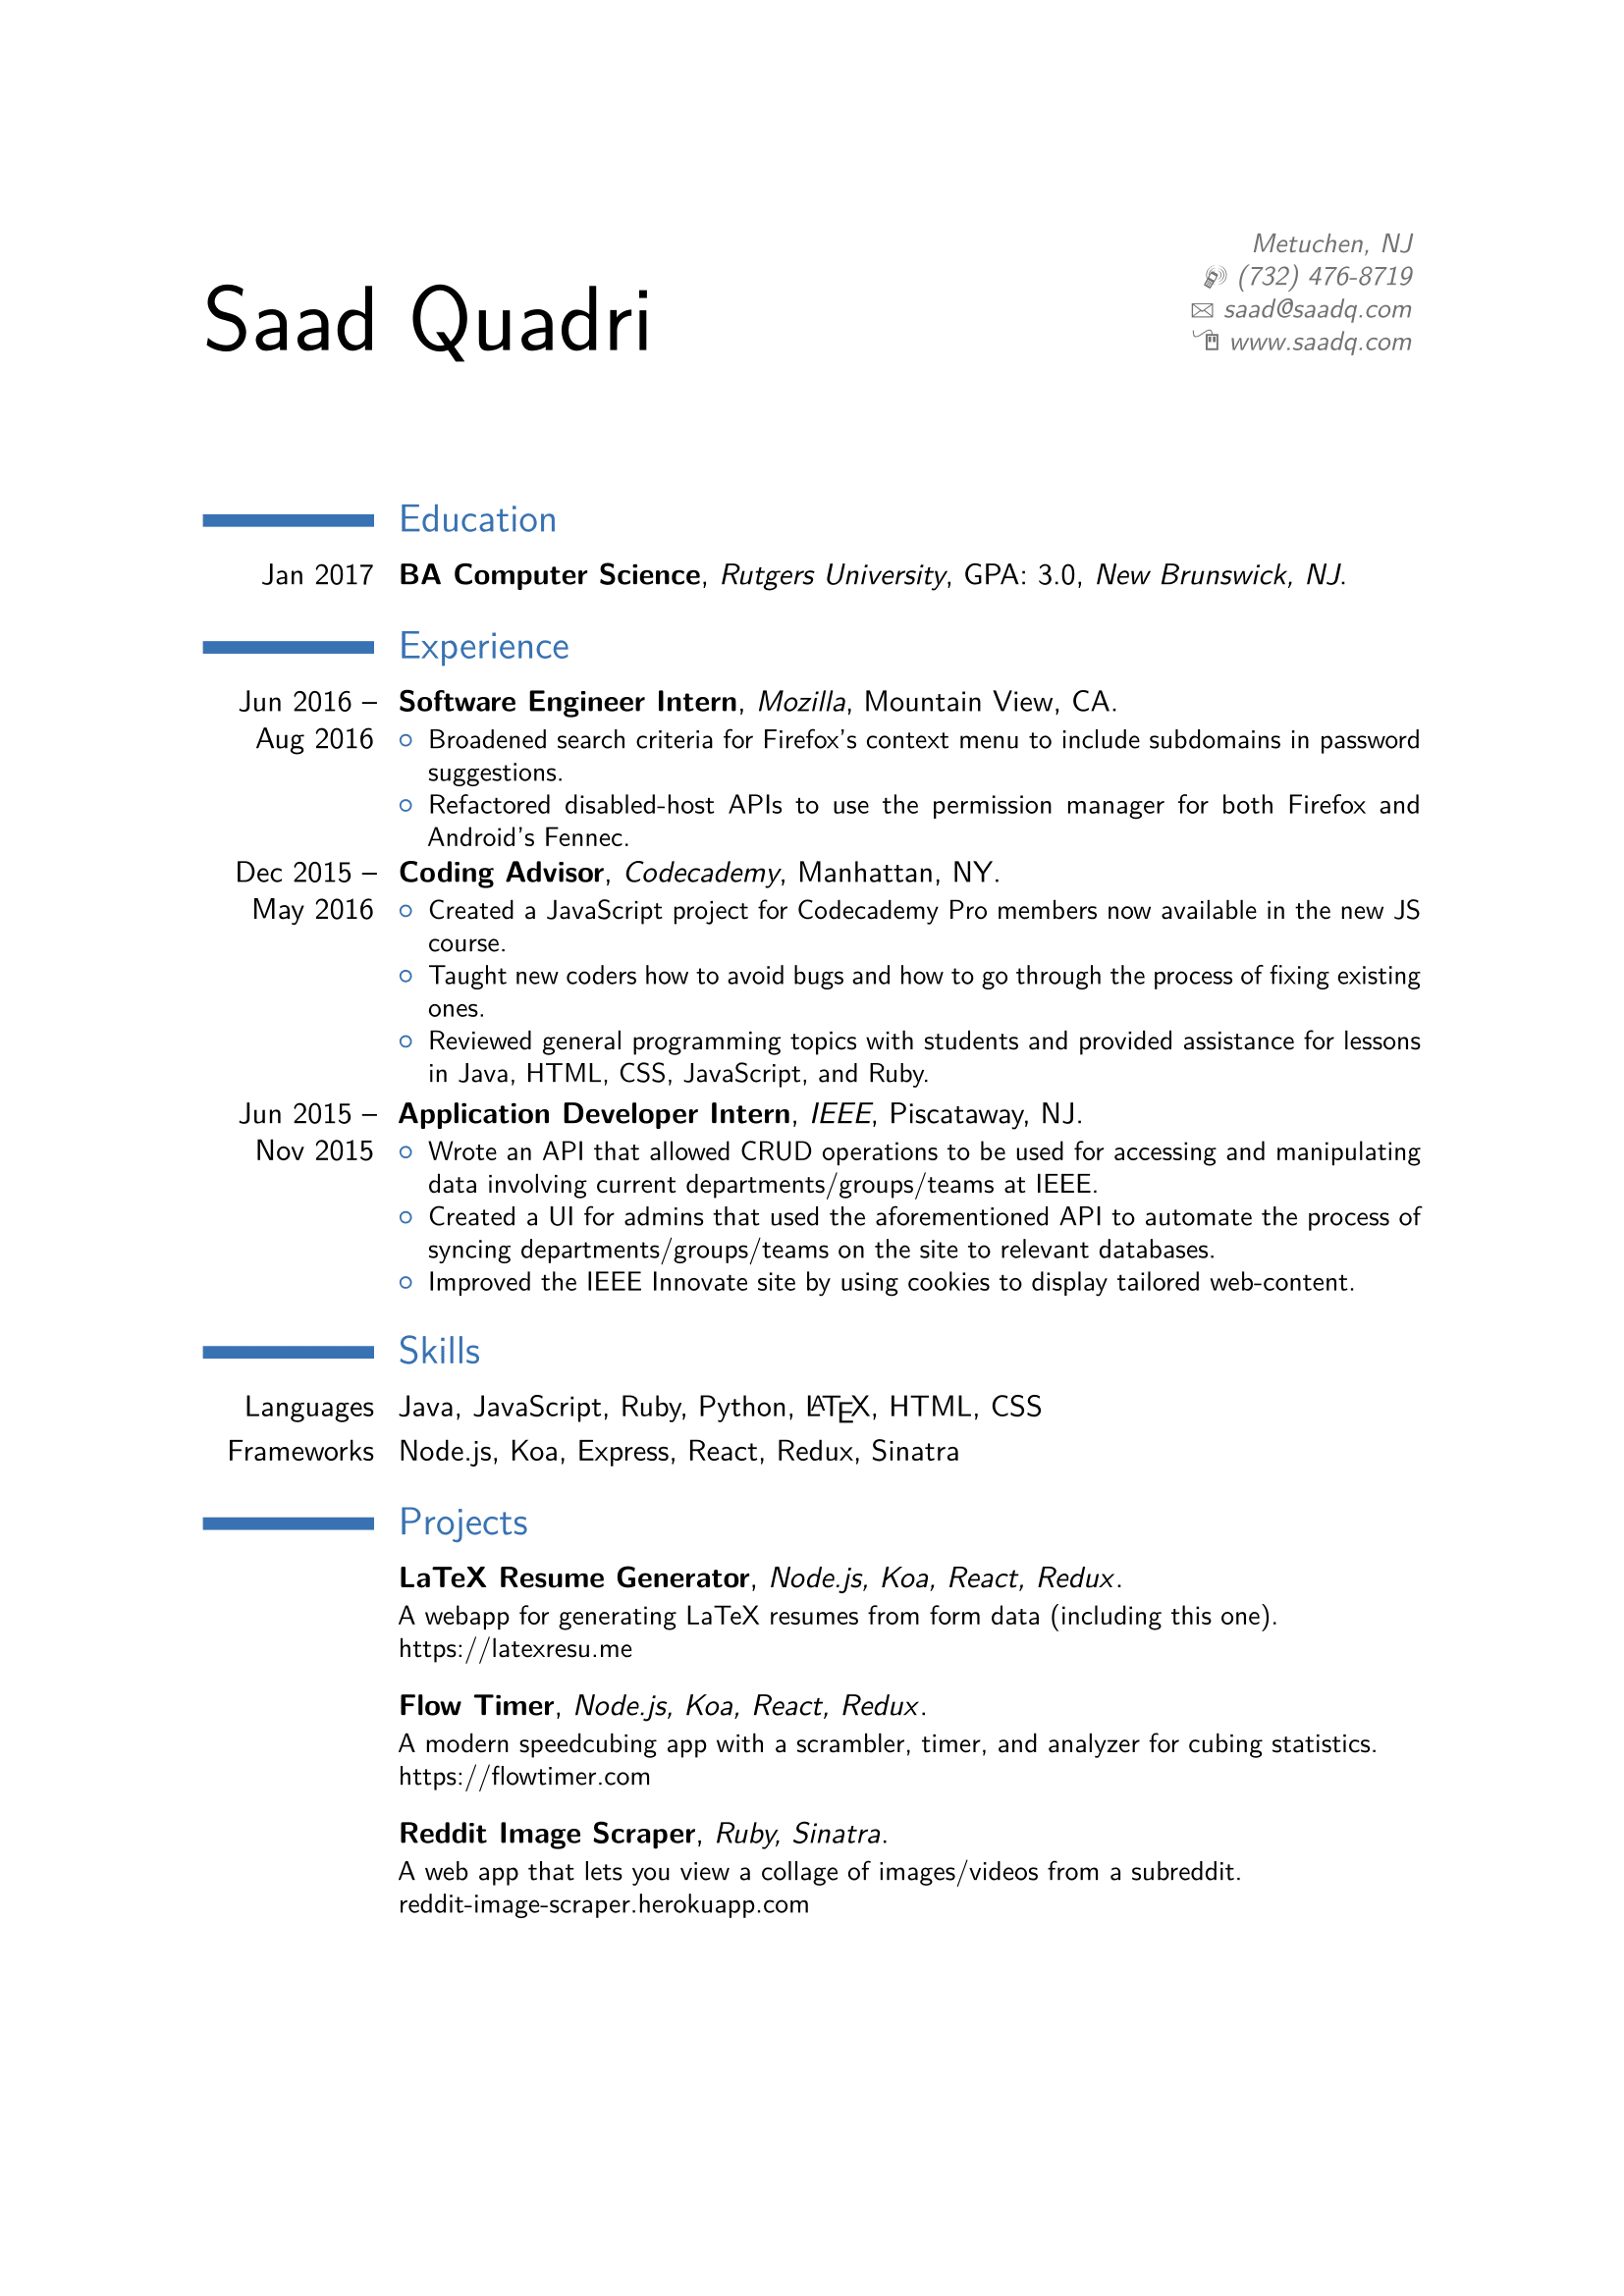 Saad Quadri
Metuchen, NJ
(732) 476-8719
saad@saadq.com
www.saadq.com
Education
Jan 2017 BA Computer Science, Rutgers University, GPA: 3.0, New Brunswick, NJ.
Experience
Jun 2016 – Software Engineer Intern, Mozilla, Mountain View, CA.
Aug 2016 ○ Broadened search criteria for Firefox's context menu to include subdomains in password
suggestions.
○ Refactored disabled-host APIs to use the permission manager for both Firefox and
Android's Fennec.
Dec 2015 – Coding Advisor, Codecademy, Manhattan, NY.
May 2016 ○ Created a JavaScript project for Codecademy Pro members now available in the new JS
course.
○ Taught new coders how to avoid bugs and how to go through the process of fixing existing
ones.
○ Reviewed general programming topics with students and provided assistance for lessons
in Java, HTML, CSS, JavaScript, and Ruby.
Jun 2015 – Application Developer Intern, IEEE, Piscataway, NJ.
Nov 2015 ○ Wrote an API that allowed CRUD operations to be used for accessing and manipulating
data involving current departments/groups/teams at IEEE.
○ Created a UI for admins that used the aforementioned API to automate the process of
syncing departments/groups/teams on the site to relevant databases.
○ Improved the IEEE Innovate site by using cookies to display tailored web-content.
Skills
Languages Java, JavaScript, Ruby, Python, LATEX, HTML, CSS
Frameworks Node.js, Koa, Express, React, Redux, Sinatra
Projects
LaTeX Resume Generator, Node.js, Koa, React, Redux.
A webapp for generating LaTeX resumes from form data (including this one).
https://latexresu.me
Flow Timer, Node.js, Koa, React, Redux.
A modern speedcubing app with a scrambler, timer, and analyzer for cubing statistics.
https://flowtimer.com
Reddit Image Scraper, Ruby, Sinatra.
A web app that lets you view a collage of images/videos from a subreddit.
reddit-image-scraper.herokuapp.com